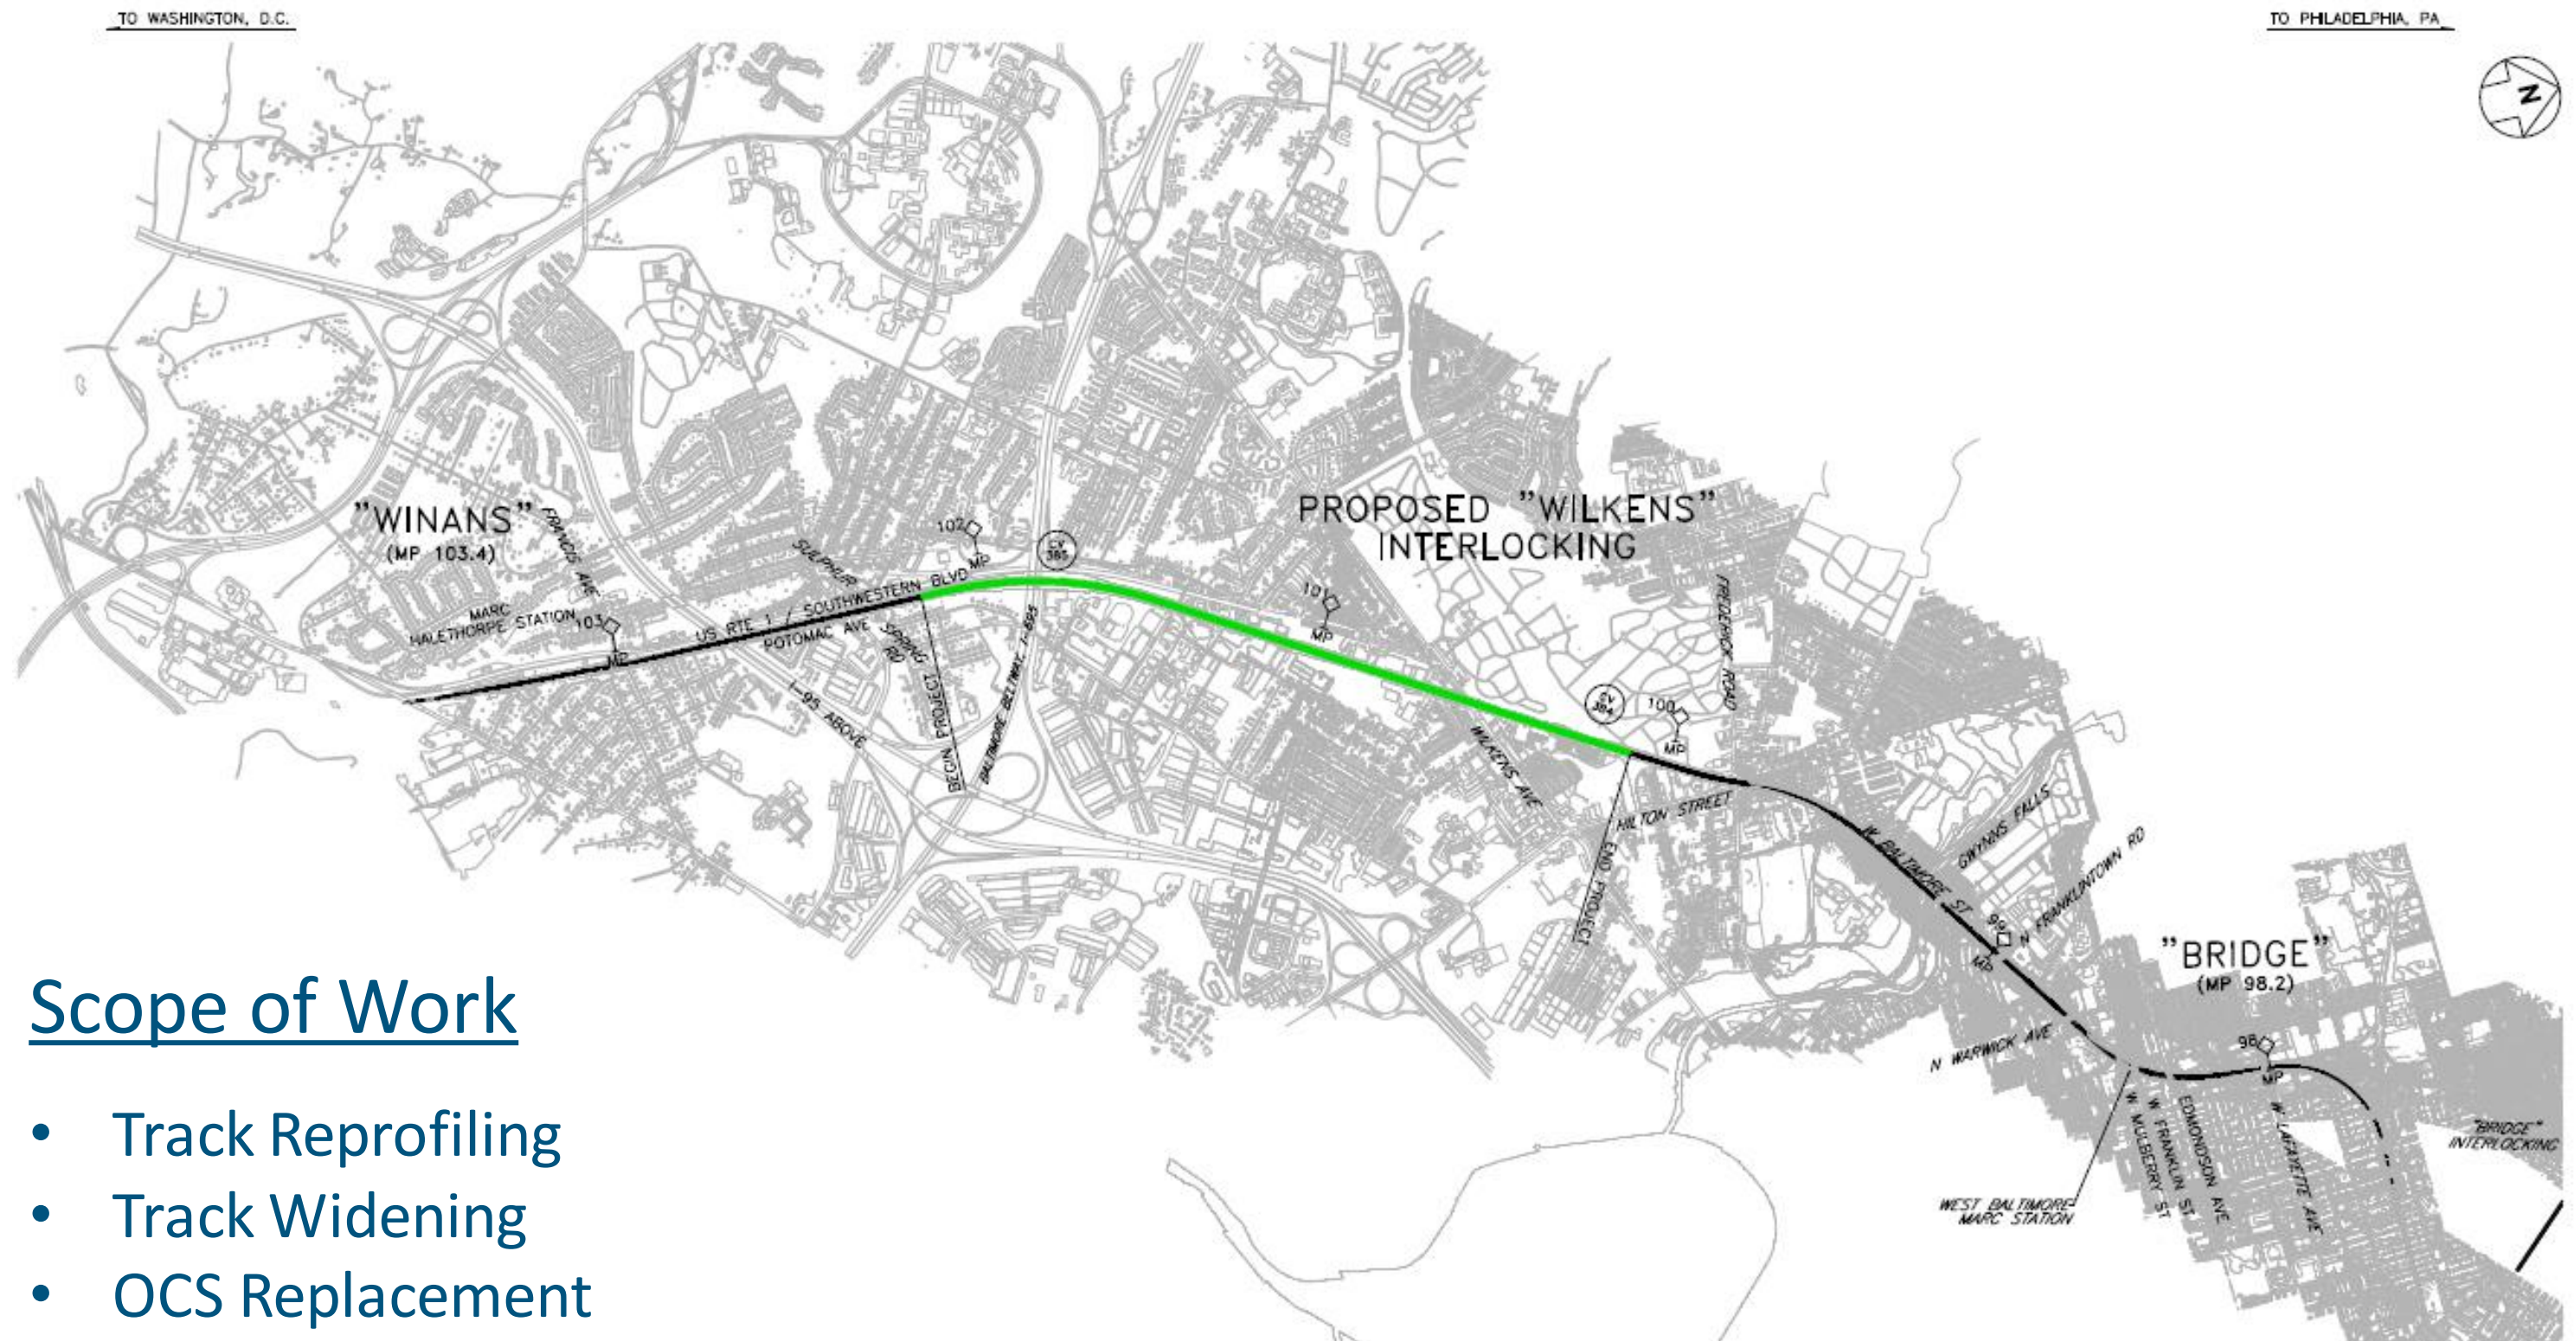 TO WASHINGTON, D.C.
TO PHILADELPHIA, PA
N
"WINANS"
(MP 103.4)
FRANCIS AVE
MARC
HALETHORPE STATION
103
MP
US RTE 1 / SOUTHWESTERN BLVD
POTOMAC AVE
SULPHUR
SPRING
RD
I-95 ABOVE
BEGIN PROJECT
BALTIMORE BELTWAY, I-695
102
MP
CV
385
PROPOSED "WILKENS"
INTERLOCKING
101
MP
WILKENS AVE
CV
384
100
MP
FREDERICK ROAD
HILTON STREET
END PROJECT
W BALTIMORE ST
GWYNNS FALLS
N FRANKLINTOWN RD
99
MP
"BRIDGE"
(MP 98.2)
N WARWICK AVE
98
MP
W MULBERRY ST
W FRANKLIN ST
EDMONDSON AVE
W LAFAYETTE AVE
"BRIDGE"
INTERLOCKING
WEST BALTIMORE
MARC STATION
Scope of Work
• Track Reprofiling
• Track Widening
• OCS Replacement